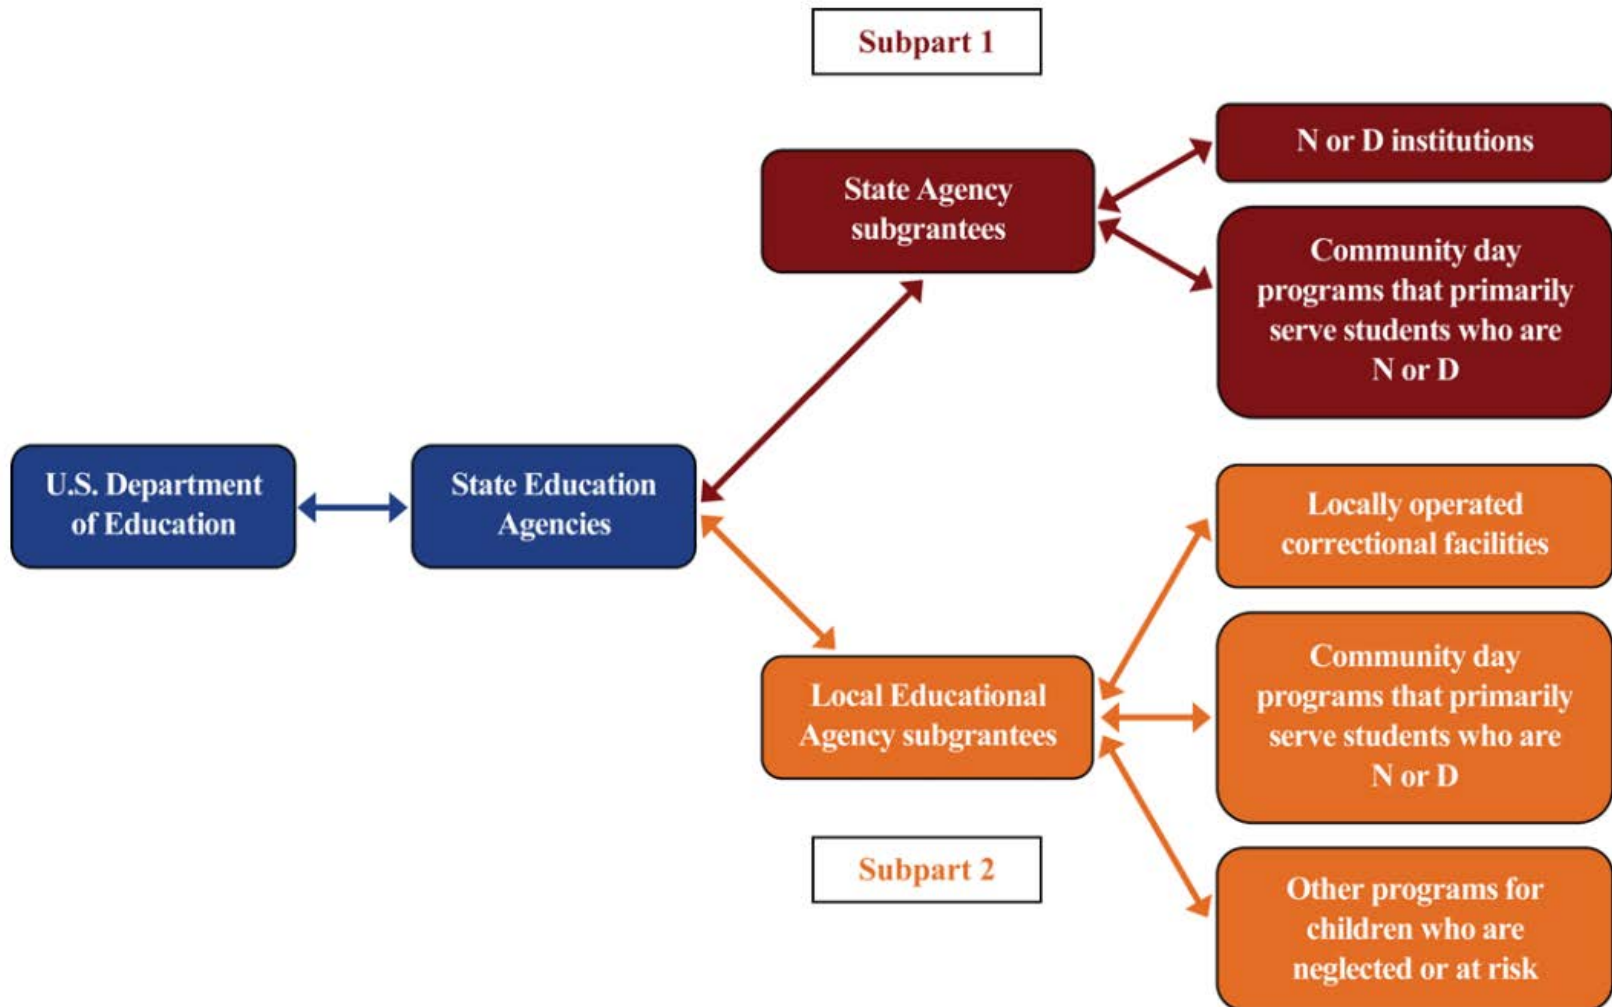 Subpart 1
N or D institutions
State Agency
subgrantees
Community day
programs that primarily
serve students who are
N or D
U.S. Department
of Education
State Education
Agencies
Locally operated
correctional facilities
Local Educational
Agency subgrantees
Community day
programs that primarily
serve students who are
N or D
Subpart 2
Other programs for
children who are
neglected or at risk